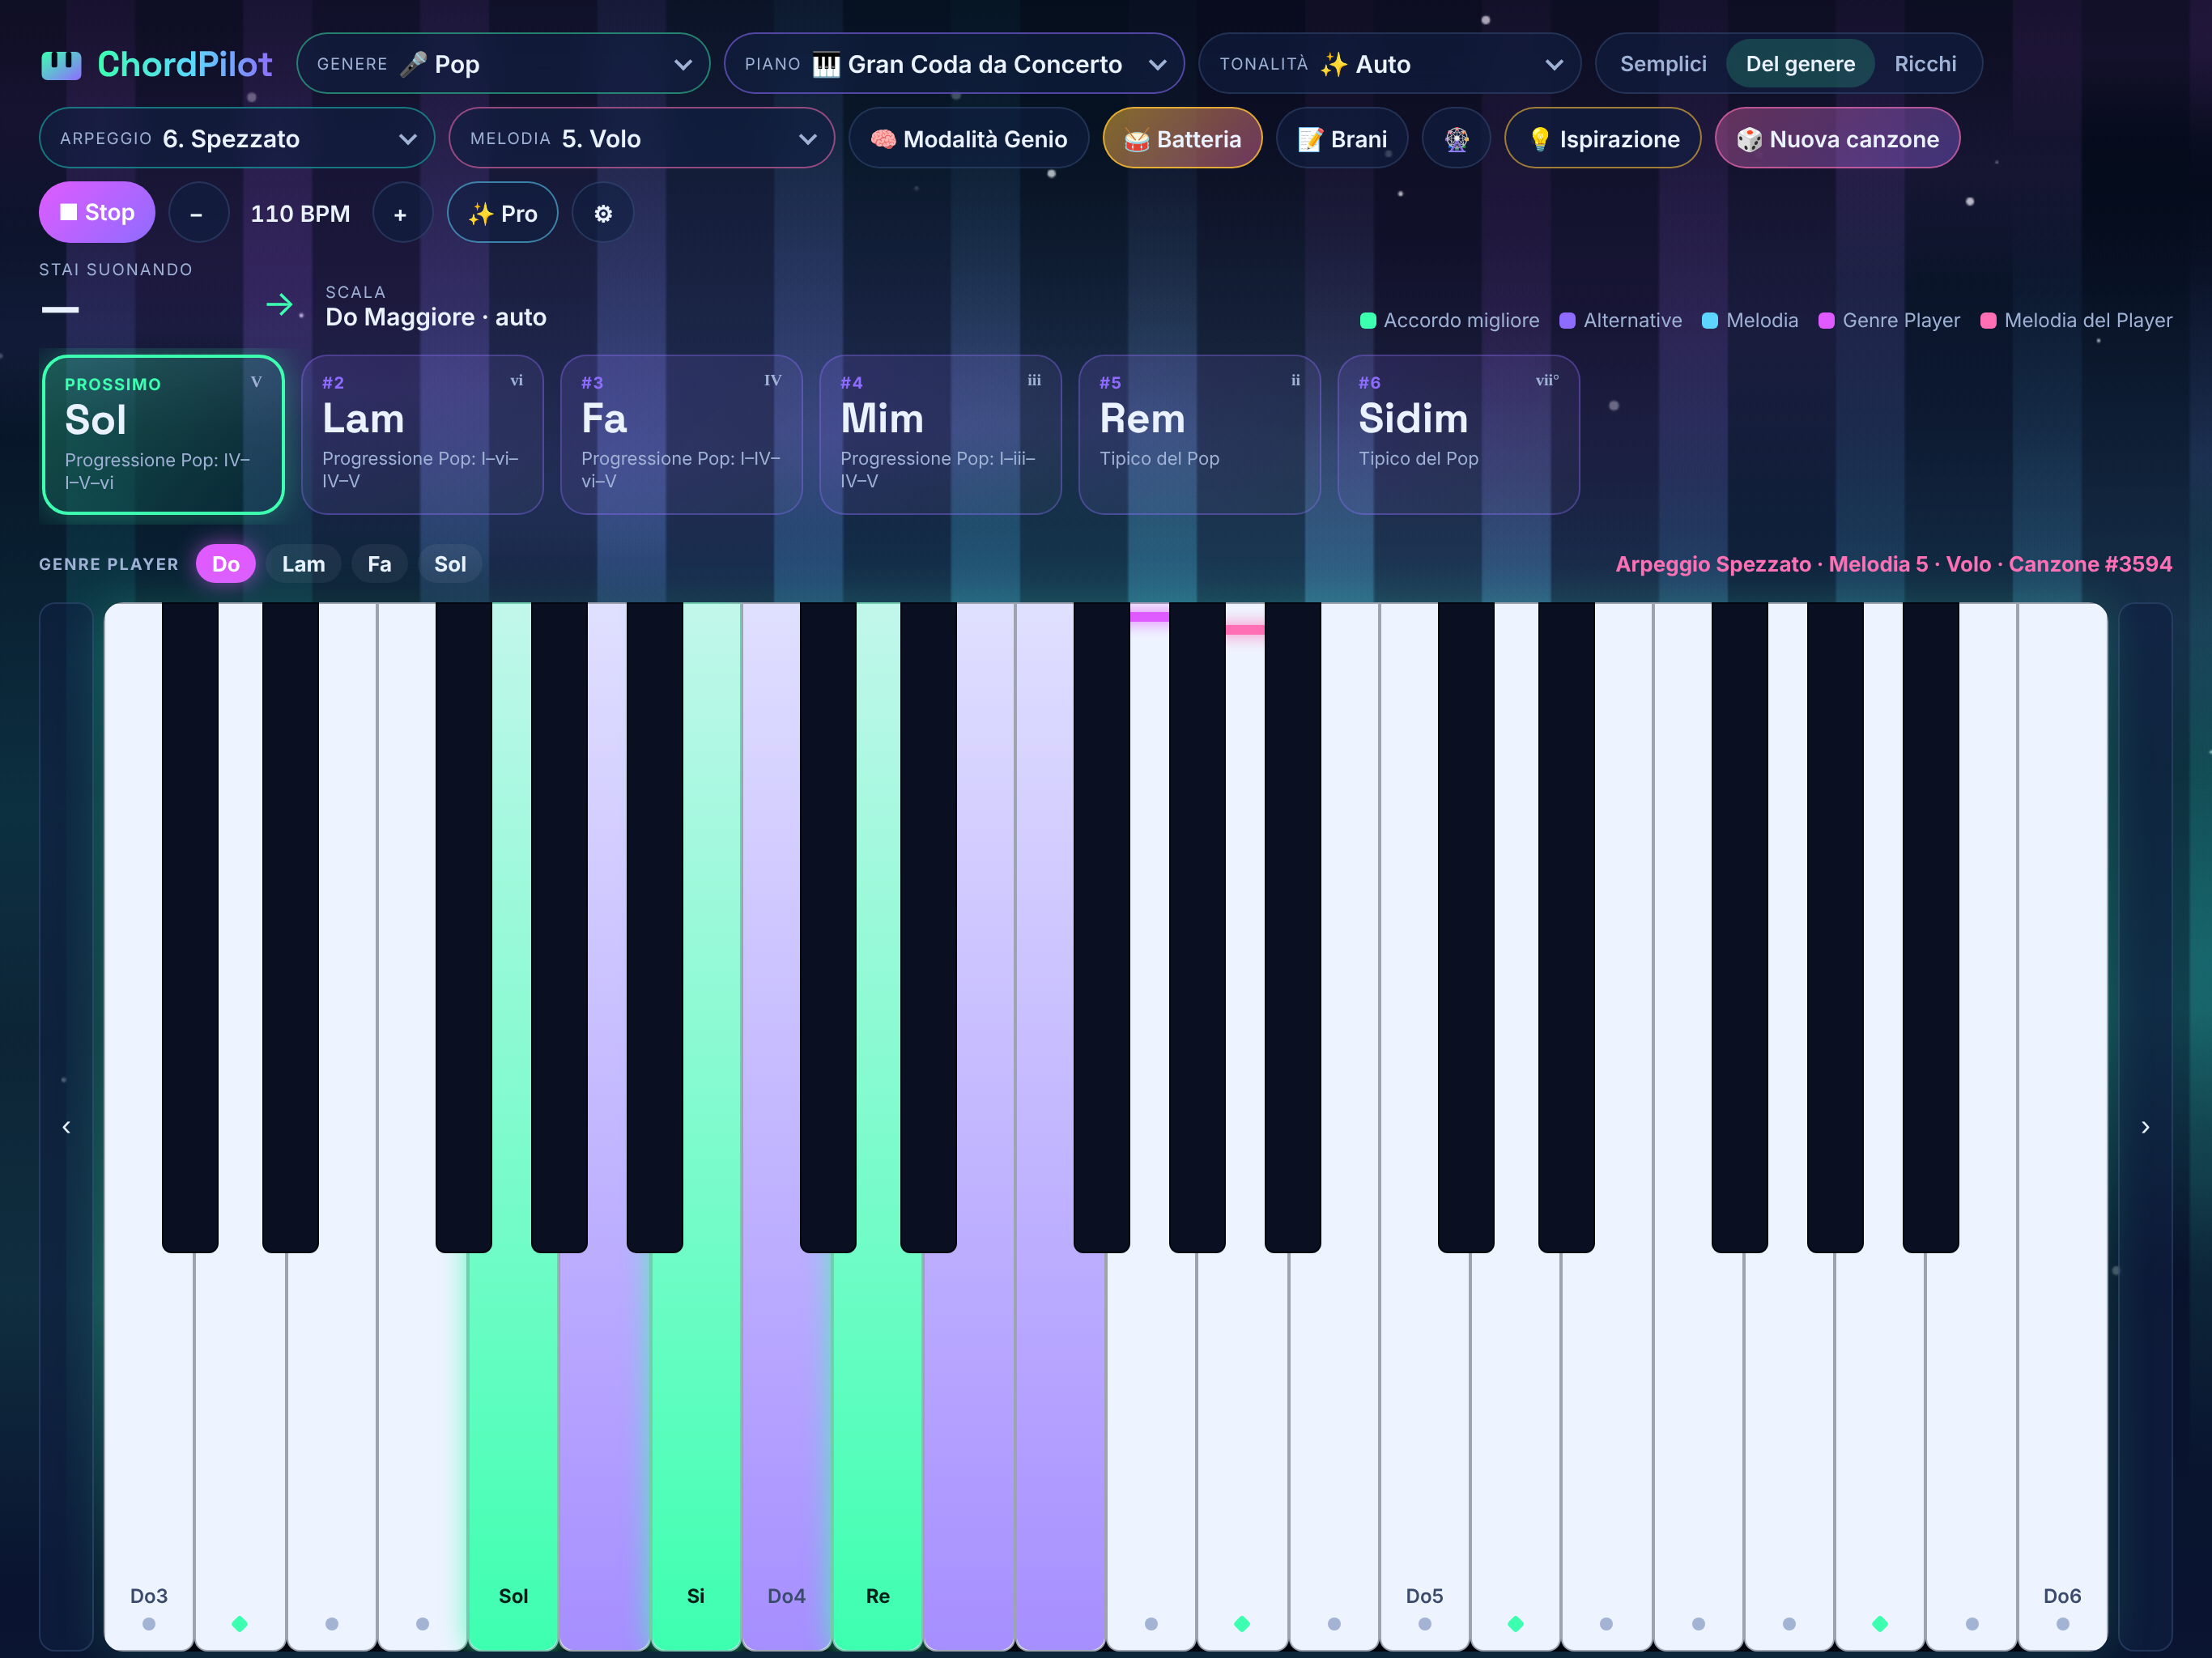 ChordPilot GENERE 🎤 Pop PIANO 🎹 Gran Coda da Concerto TONALITÀ ✨ Auto Semplici Del genere Ricchi
ARPEGGIO 6. Spezzato MELODIA 5. Volo 🧠 Modalità Genio 🥁 Batteria 📝 Brani 🎡 💡 Ispirazione 🎲 Nuova canzone
Stop – 110 BPM + ✨ Pro ⚙
STAI SUONANDO
— → SCALA
Do Maggiore · auto
Accordo migliore Alternative Melodia Genre Player Melodia del Player
PROSSIMO V
Sol
Progressione Pop: IV–
I–V–vi
#2 vi
Lam
Progressione Pop: I–vi–
IV–V
#3 IV
Fa
Progressione Pop: I–IV–
vi–V
#4 iii
Mim
Progressione Pop: I–iii–
IV–V
#5 ii
Rem
Tipico del Pop
#6 vii°
Sidim
Tipico del Pop
GENRE PLAYER Do Lam Fa Sol Arpeggio Spezzato · Melodia 5 · Volo · Canzone #3594
‹ ›
Do3 Sol Si Do4 Re Do5 Do6